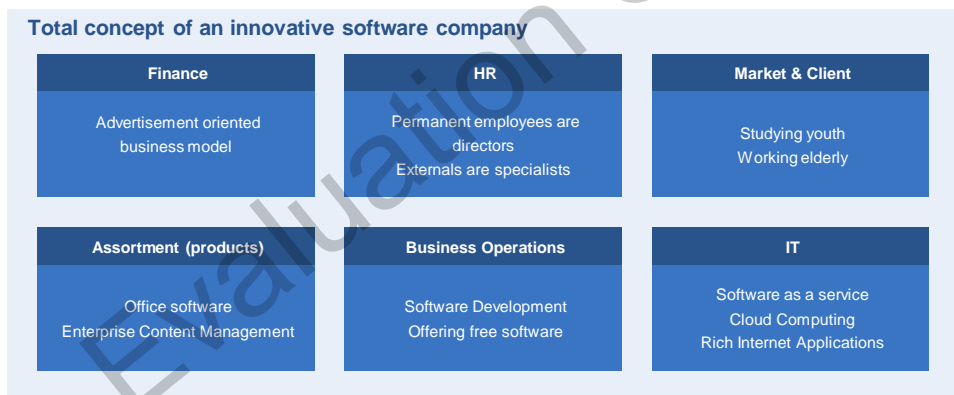 Total concept of an innovative software company
Finance
HR
Market & Client
Advertisement oriented
business model
Permanent employees are
directors
Externals are specialists
Studying youth
Working elderly
Assortment (products)
Business Operations
IT
Office software
Enterprise Content Management
Software Development
Offering free software
Software as a service
Cloud Computing
Rich Internet Applications
Evaluation